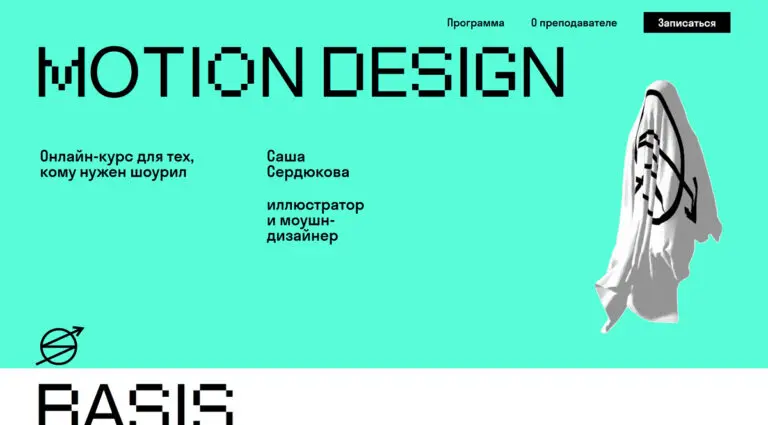 Программа
О преподавателе
Записаться
MOTION DESIGN
Онлайн-курс для тех,
кому нужен шоурил
Саша
Сердюкова
иллюстратор
и моушн-
дизайнер
BASIS